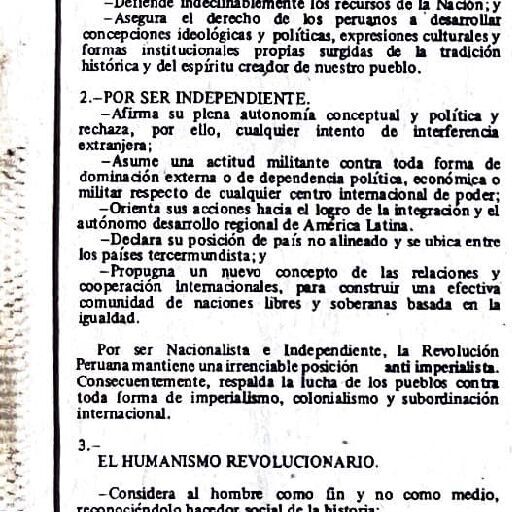 —Defiende indeclinablemente los recursos de la Nación; y
—Asegura el derecho de los peruanos a desarrollar
concepciones ideológicas y políticas, expresiones culturales y
formas institucionales propias surgidas de la tradición
histórica y del espíritu creador de nuestro pueblo.
2.—POR SER INDEPENDIENTE.
—Afirma su plena autonomía conceptual y política y
rechaza, por ello, cualquier intento de interferencia
extranjera;
—Asume una actitud militante contra toda forma de
dominación externa o de dependencia política, económica o
militar respecto de cualquier centro internacional de poder;
—Orienta sus acciones hacia el logro de la integración y el
autónomo desarrollo regional de América Latina.
—Declara su posición de país no alineado y se ubica entre
los países tercermundista; y
—Propugna un nuevo concepto de las relaciones y
cooperación internacionales, para construir una efectiva
comunidad de naciones libres y soberanas basada en la
igualdad.
Por ser Nacionalista e Independiente, la Revolución
Peruana mantiene una irrenciable posición anti imperialista.
Consecuentemente, respalda la lucha de los pueblos contra
toda forma de imperialismo, colonialismo y subordinación
internacional.
3.—
EL HUMANISMO REVOLUCIONARIO.
—Considera al hombre como fin y no como medio,
reconociéndolo hacedor social de la historia;